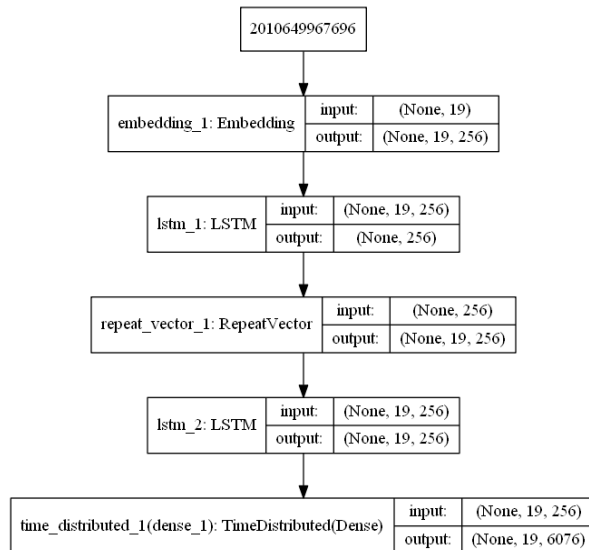 2010649967696
embedding_1: Embedding
input: (None, 19)
output: (None, 19, 256)
lstm_1: LSTM
input: (None, 19, 256)
output: (None, 256)
repeat_vector_1: RepeatVector
input: (None, 256)
output: (None, 19, 256)
lstm_2: LSTM
input: (None, 19, 256)
output: (None, 19, 256)
time_distributed_1(dense_1): TimeDistributed(Dense)
input: (None, 19, 256)
output: (None, 19, 6076)